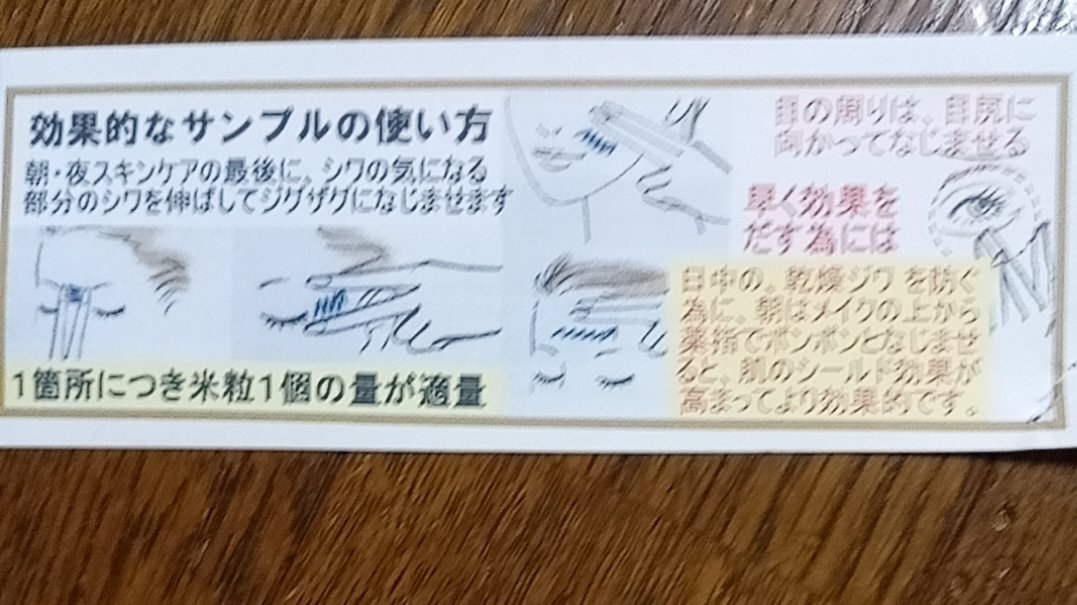 効果的なサンプルの使い方
朝・夜スキンケアの最後に、シワの気になる
部分のシワを伸ばしてジグザグになじませます
1箇所につき米粒1個の量が適量
目の周りは、目尻に
向かってなじませる
早く効果を
だす為には
日中の、乾燥ジワを防ぐ
為に、朝はメイクの上から
薬指でポンポンとなじませ
ると、肌のシールド効果が
高まってより効果的です。